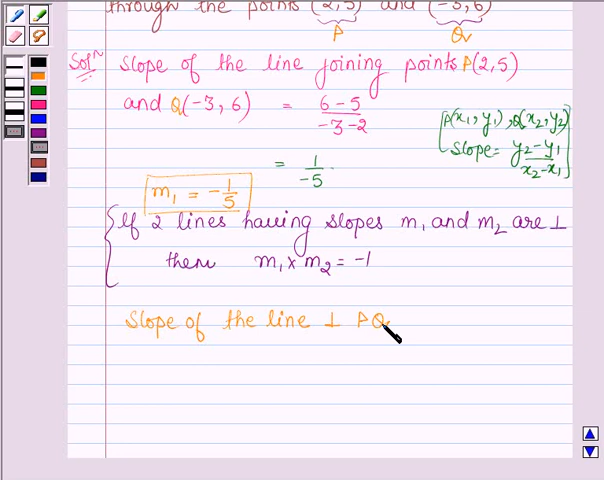 through the points (2,5) and (-3,6)
P Q
Solⁿ Slope of the line joining points P(2,5)
and Q(-3, 6) = 6-5 / -3-2
[P(x₁, y₁), Q(x₂, y₂)
Slope = y₂-y₁ / x₂-x₁]
= 1 / -5
m₁ = -1/5
{If 2 lines having slopes m₁ and m₂ are ⊥
then m₁ x m₂ = -1
Slope of the line ⊥ PQ